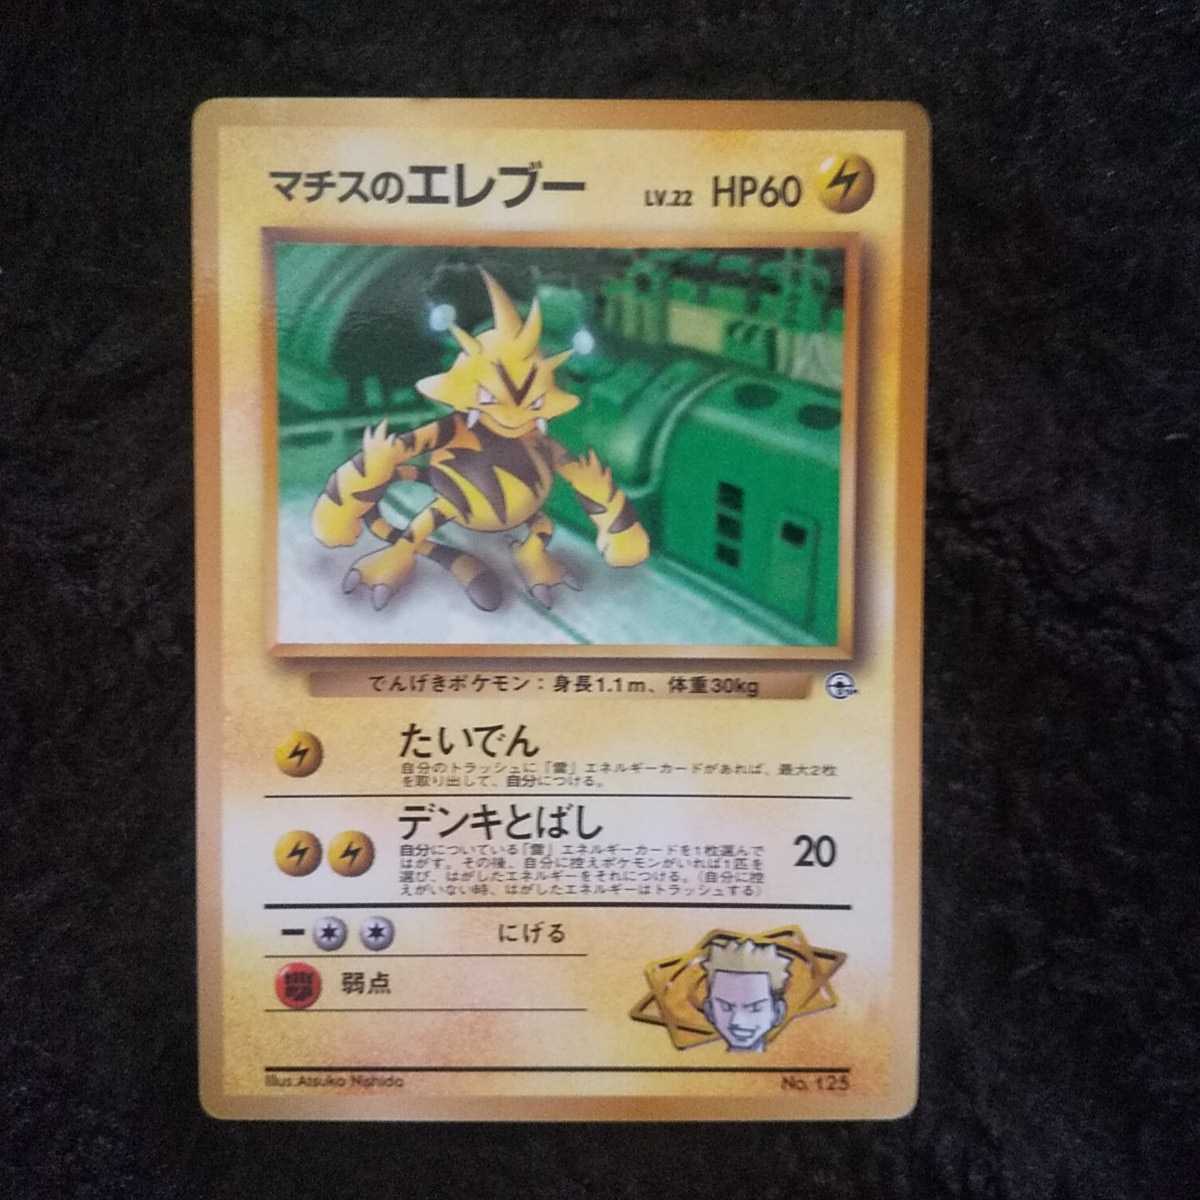 マチスのエレブー LV.22 HP60
でんげきポケモン：身長1.1m、体重30kg
たいでん
自分のトラッシュに「雷」エネルギーカードがあれば、最大2枚
を取り出して、自分につける。
デンキとばし 20
自分についている「雷」エネルギーカードを1枚選んで
はがす。その後、自分に控えポケモンがいれば1匹を
選び、はがしたエネルギーをそれにつける。（自分に控
えがいない時、はがしたエネルギーはトラッシュする）
にげる
弱点
Illus.Atsuko Nishida No. 125